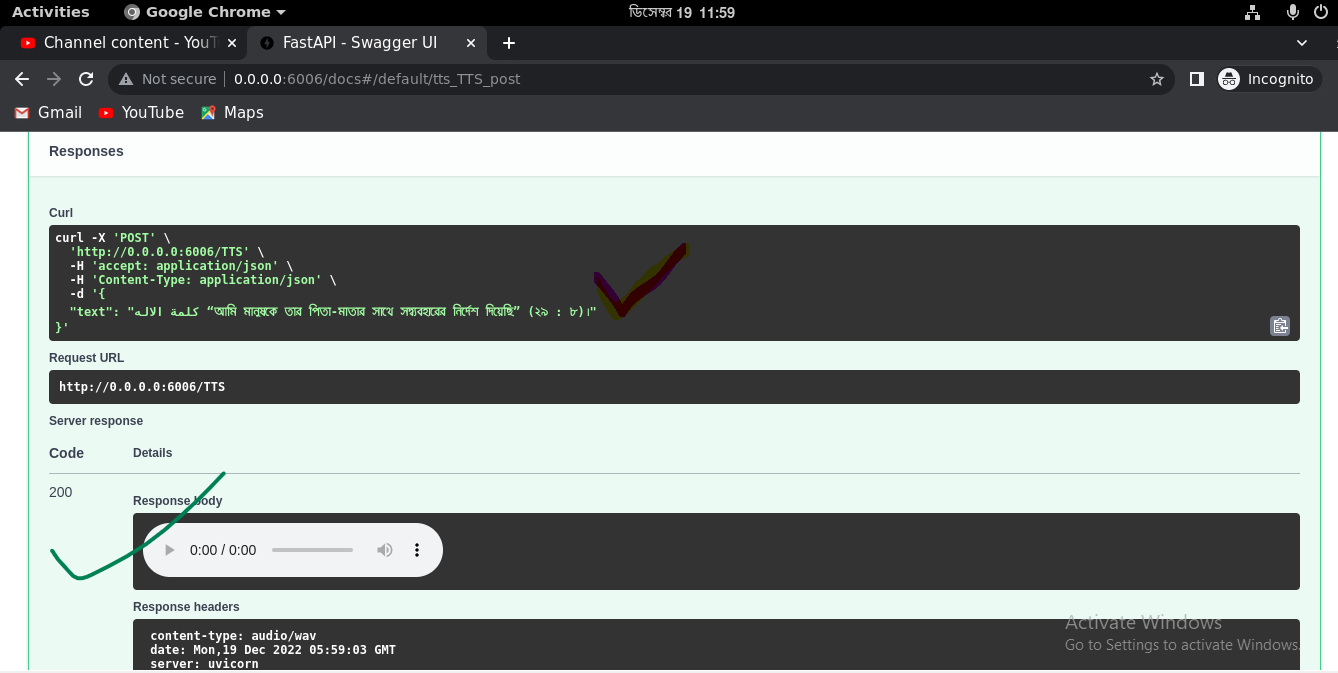 Activities Google Chrome ডিসেম্বর 19 11:59
Channel content - YouT FastAPI - Swagger UI
Not secure 0.0.0.0:6006/docs#/default/tts_TTS_post Incognito
Gmail YouTube Maps
Responses
Curl
curl -X 'POST' \
'http://0.0.0.0:6006/TTS' \
-H 'accept: application/json' \
-H 'Content-Type: application/json' \
-d '{
"text": "كلمة الاله “আমি মানুষকে তার পিতা-মাতার সাথে সদ্ব্যবহারের নির্দেশ দিয়েছি” (২৯ : ৮)।"
}'
Request URL
http://0.0.0.0:6006/TTS
Server response
Code Details
200
Response body
0:00 / 0:00
Response headers
content-type: audio/wav
date: Mon,19 Dec 2022 05:59:03 GMT
server: uvicorn
Activate Windows
Go to Settings to activate Windows.